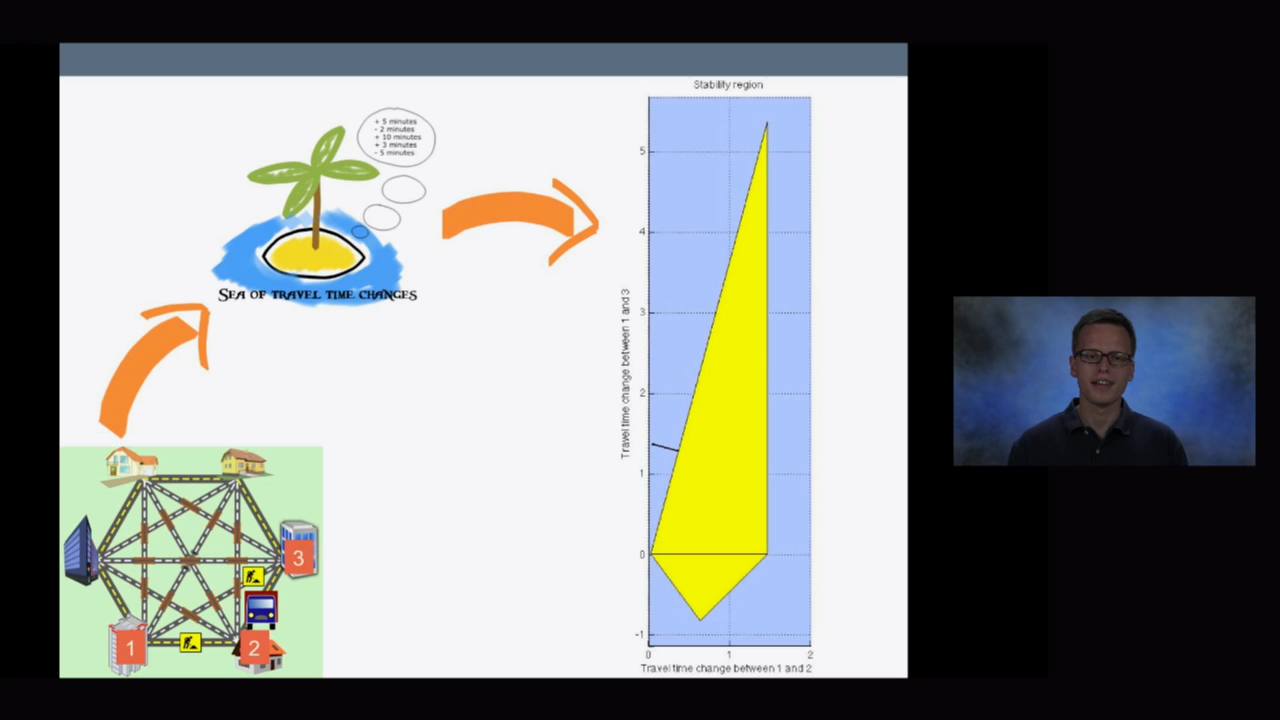 Stability region
+ 5 minutes
- 2 minutes
+ 10 minutes
+ 3 minutes
- 5 minutes
SEA OF TRAVEL TIME CHANGES
5
4
3
2
1
0
-1
Travel time change between 1 and 3
0 1 2
Travel time change between 1 and 2
3
1
2